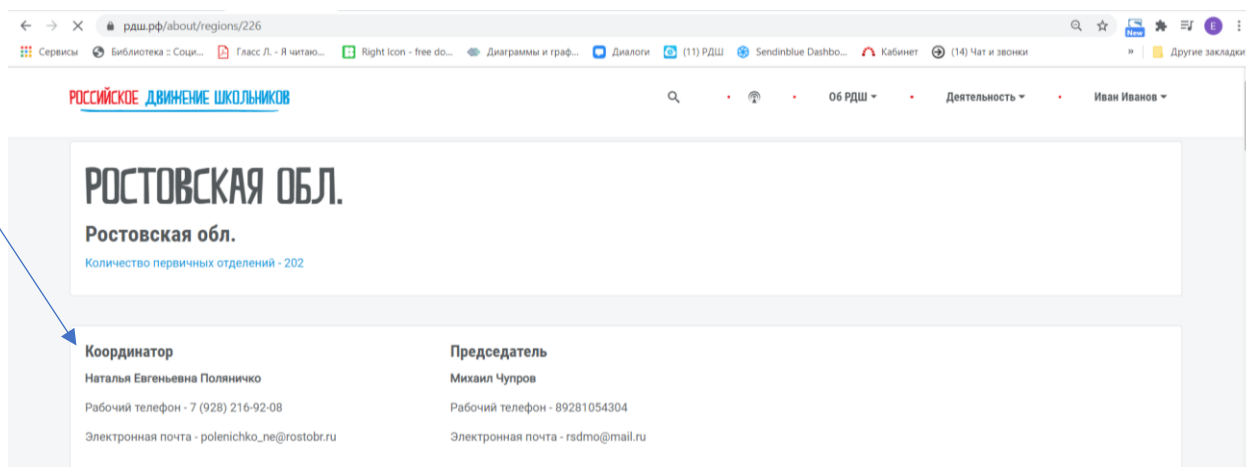 рдш.рф/about/regions/226
New
E
Сервисы Библиотека :: Соци... Гласс Л. - Я читаю... Right Icon - free do... Диаграммы и граф... Диалоги (11) РДШ Sendinblue Dashbo... Кабинет (14) Чат и звонки » Другие закладки
РОССИЙСКОЕ ДВИЖЕНИЕ ШКОЛЬНИКОВ Об РДШ Деятельность Иван Иванов
РОСТОВСКАЯ ОБЛ.
Ростовская обл.
Количество первичных отделений - 202
Координатор
Наталья Евгеньевна Поляничко
Рабочий телефон - 7 (928) 216-92-08
Электронная почта - polenichko_ne@rostobr.ru
Председатель
Михаил Чупров
Рабочий телефон - 89281054304
Электронная почта - rsdmo@mail.ru